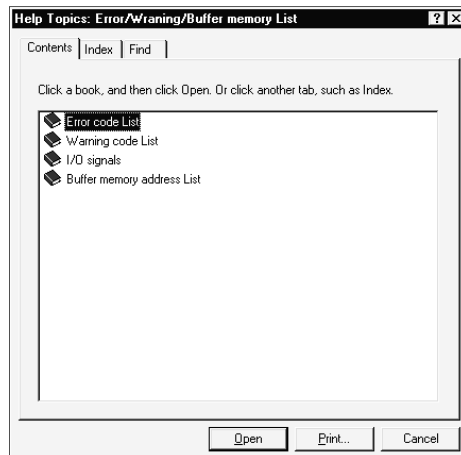 Help Topics: Error/Wraning/Buffer memory List
Contents Index Find
Click a book, and then click Open. Or click another tab, such as Index.
Error code List
Warning code List
I/O signals
Buffer memory address List
Open Print... Cancel